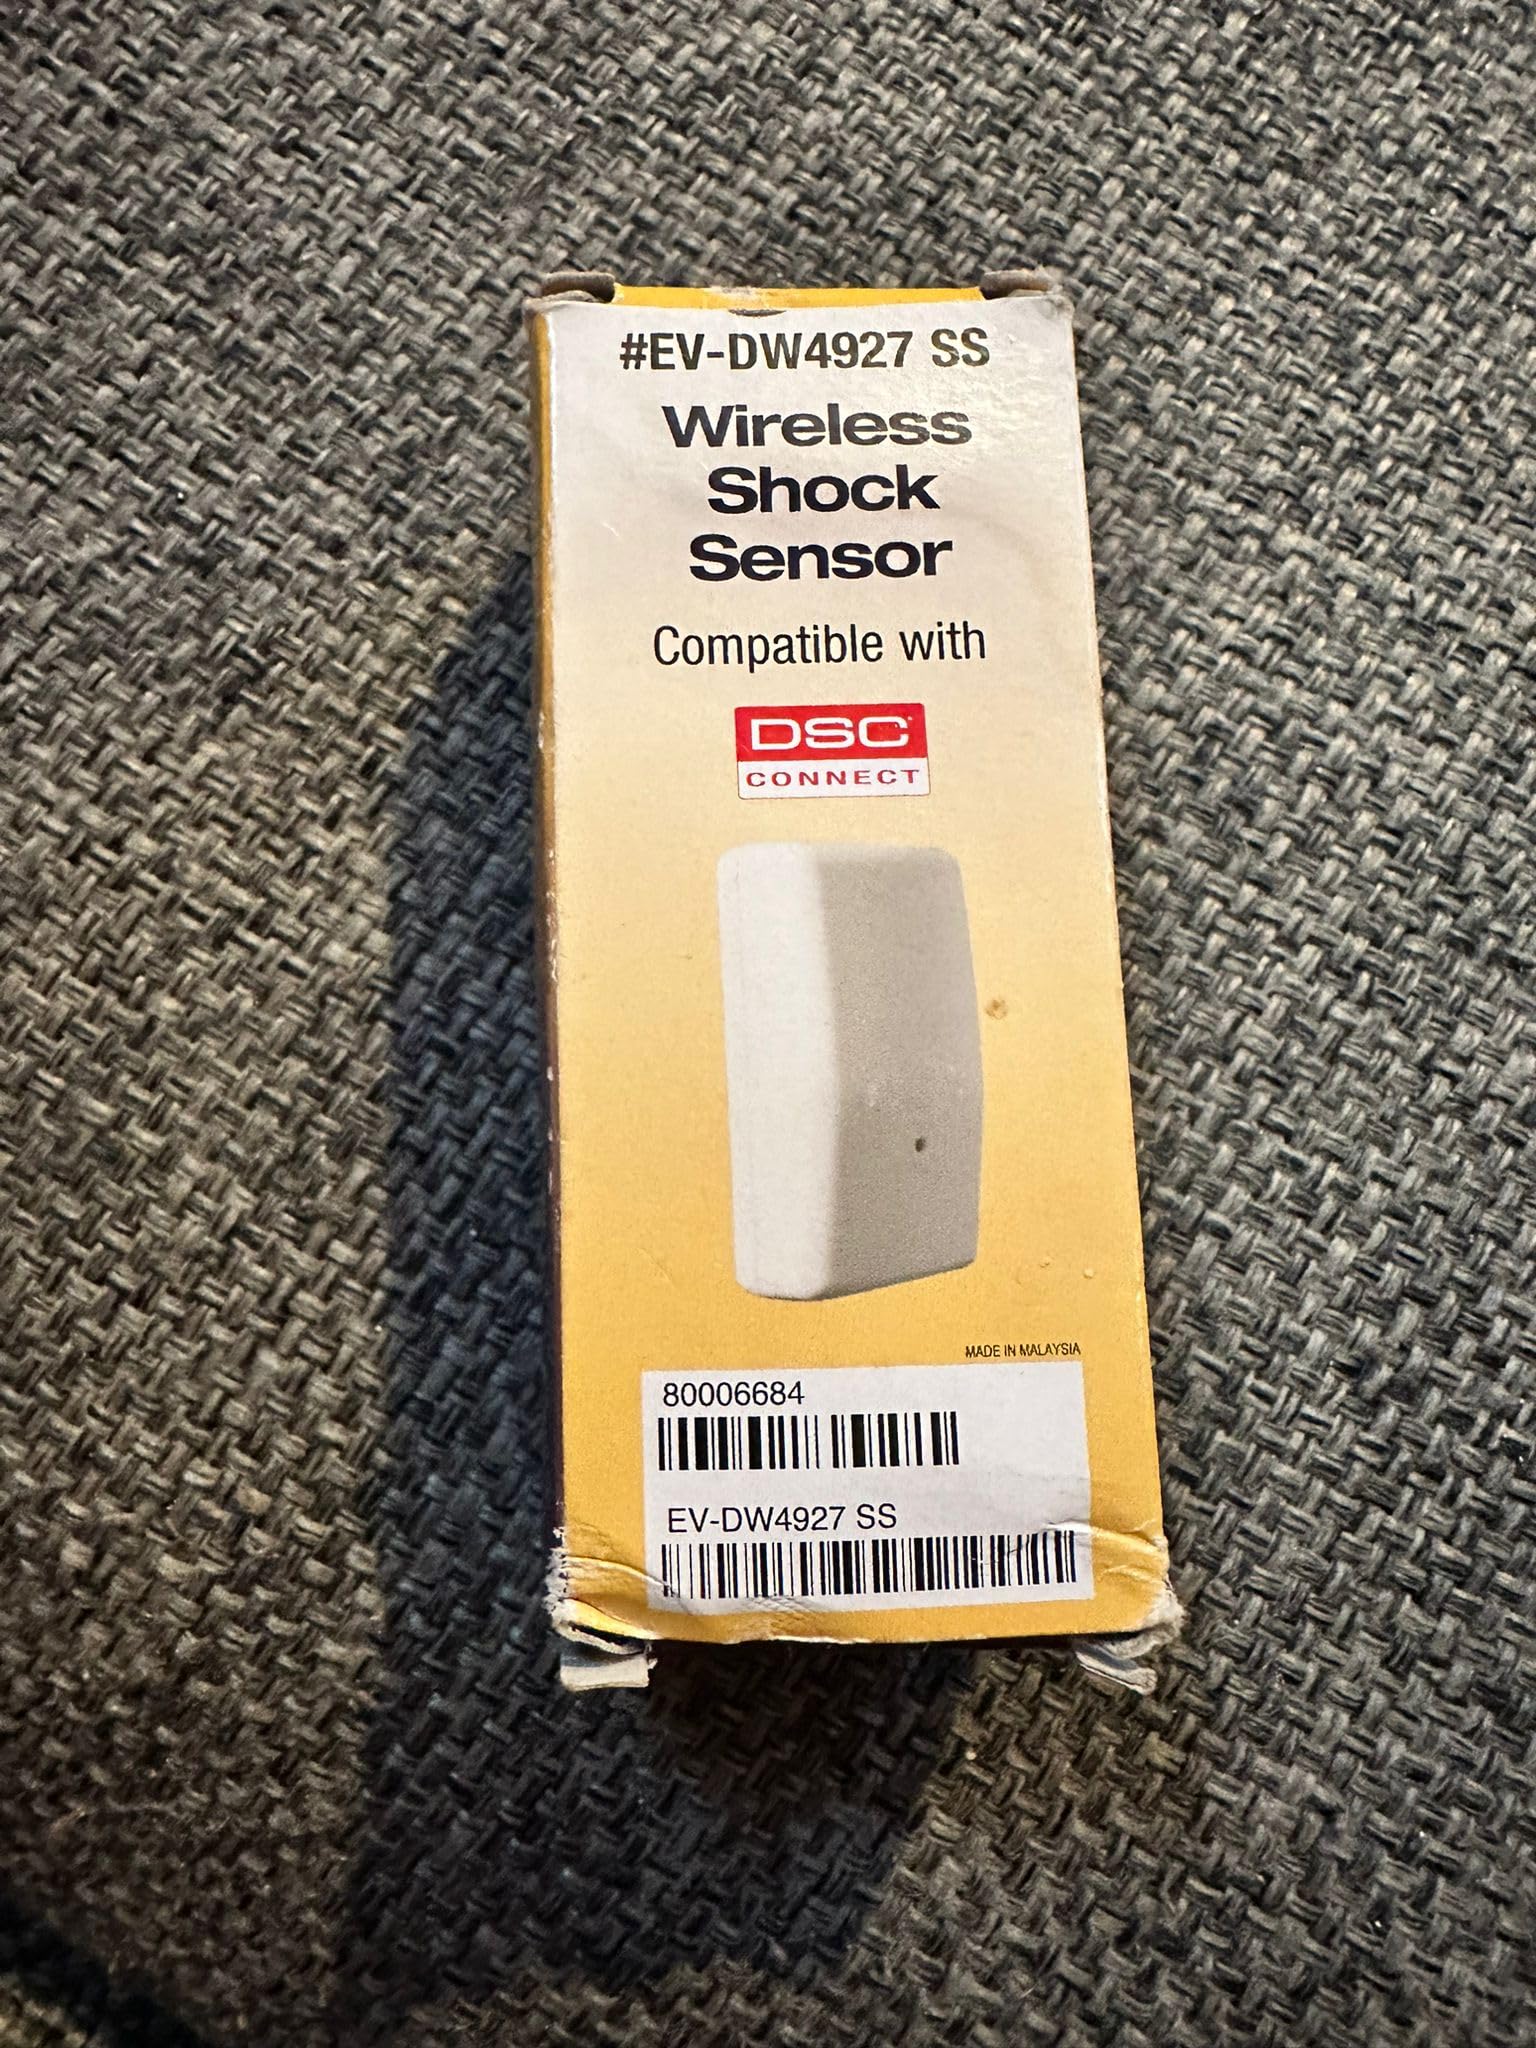 #EV-DW4927 SS
Wireless
Shock
Sensor
Compatible with
DSC
CONNECT
MADE IN MALAYSIA
80006684
EV-DW4927 SS